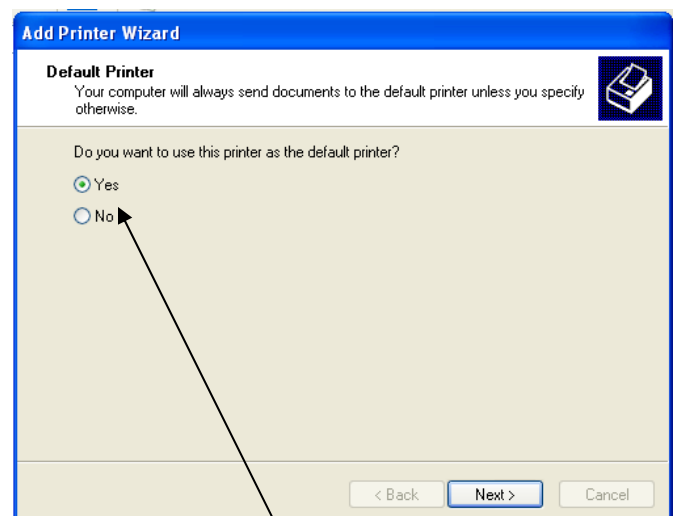 Add Printer Wizard
Default Printer
Your computer will always send documents to the default printer unless you specify
otherwise.
Do you want to use this printer as the default printer?
Yes
No
< Back Next > Cancel